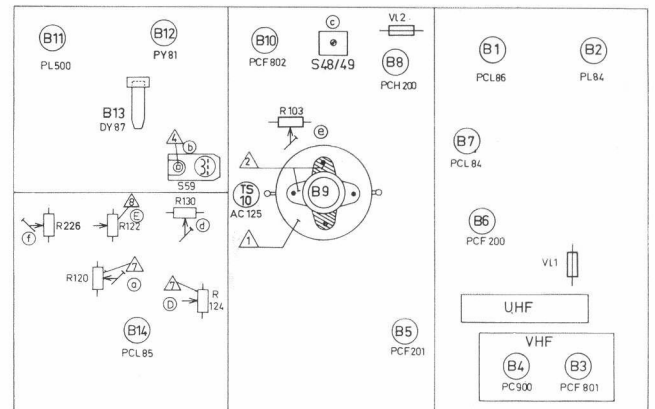 B11
PL500
B12
PY81
B13
DY87
4
b
S59
f
R226
8
E
R122
R130
d
R120
7
a
7
D
R
124
B14
PCL85
B10
PCF802
c
S48/49
VL2
B8
PCH200
R103
e
2
B9
TS
10
AC125
1
B5
PCF201
B1
PCL86
B2
PL84
B7
PCL84
B6
PCF200
VL1
UHF
VHF
B4
PC900
B3
PCF801